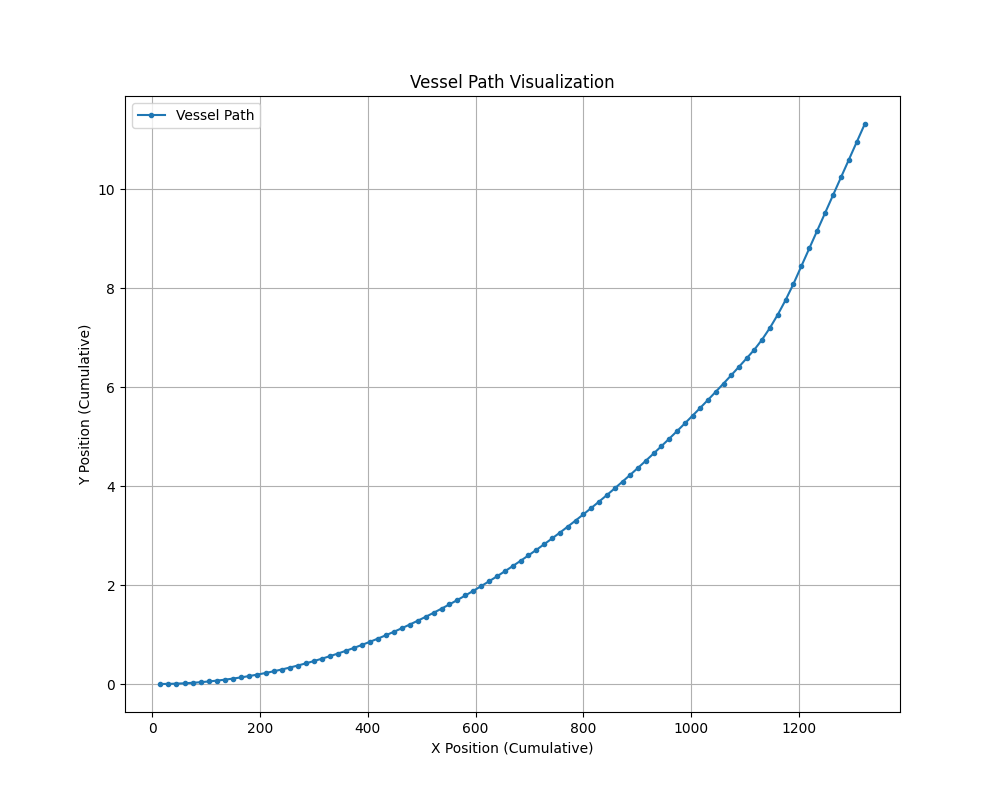 Vessel Path Visualization
Vessel Path
Y Position (Cumulative)
10
8
6
4
2
0
0 200 400 600 800 1000 1200
X Position (Cumulative)